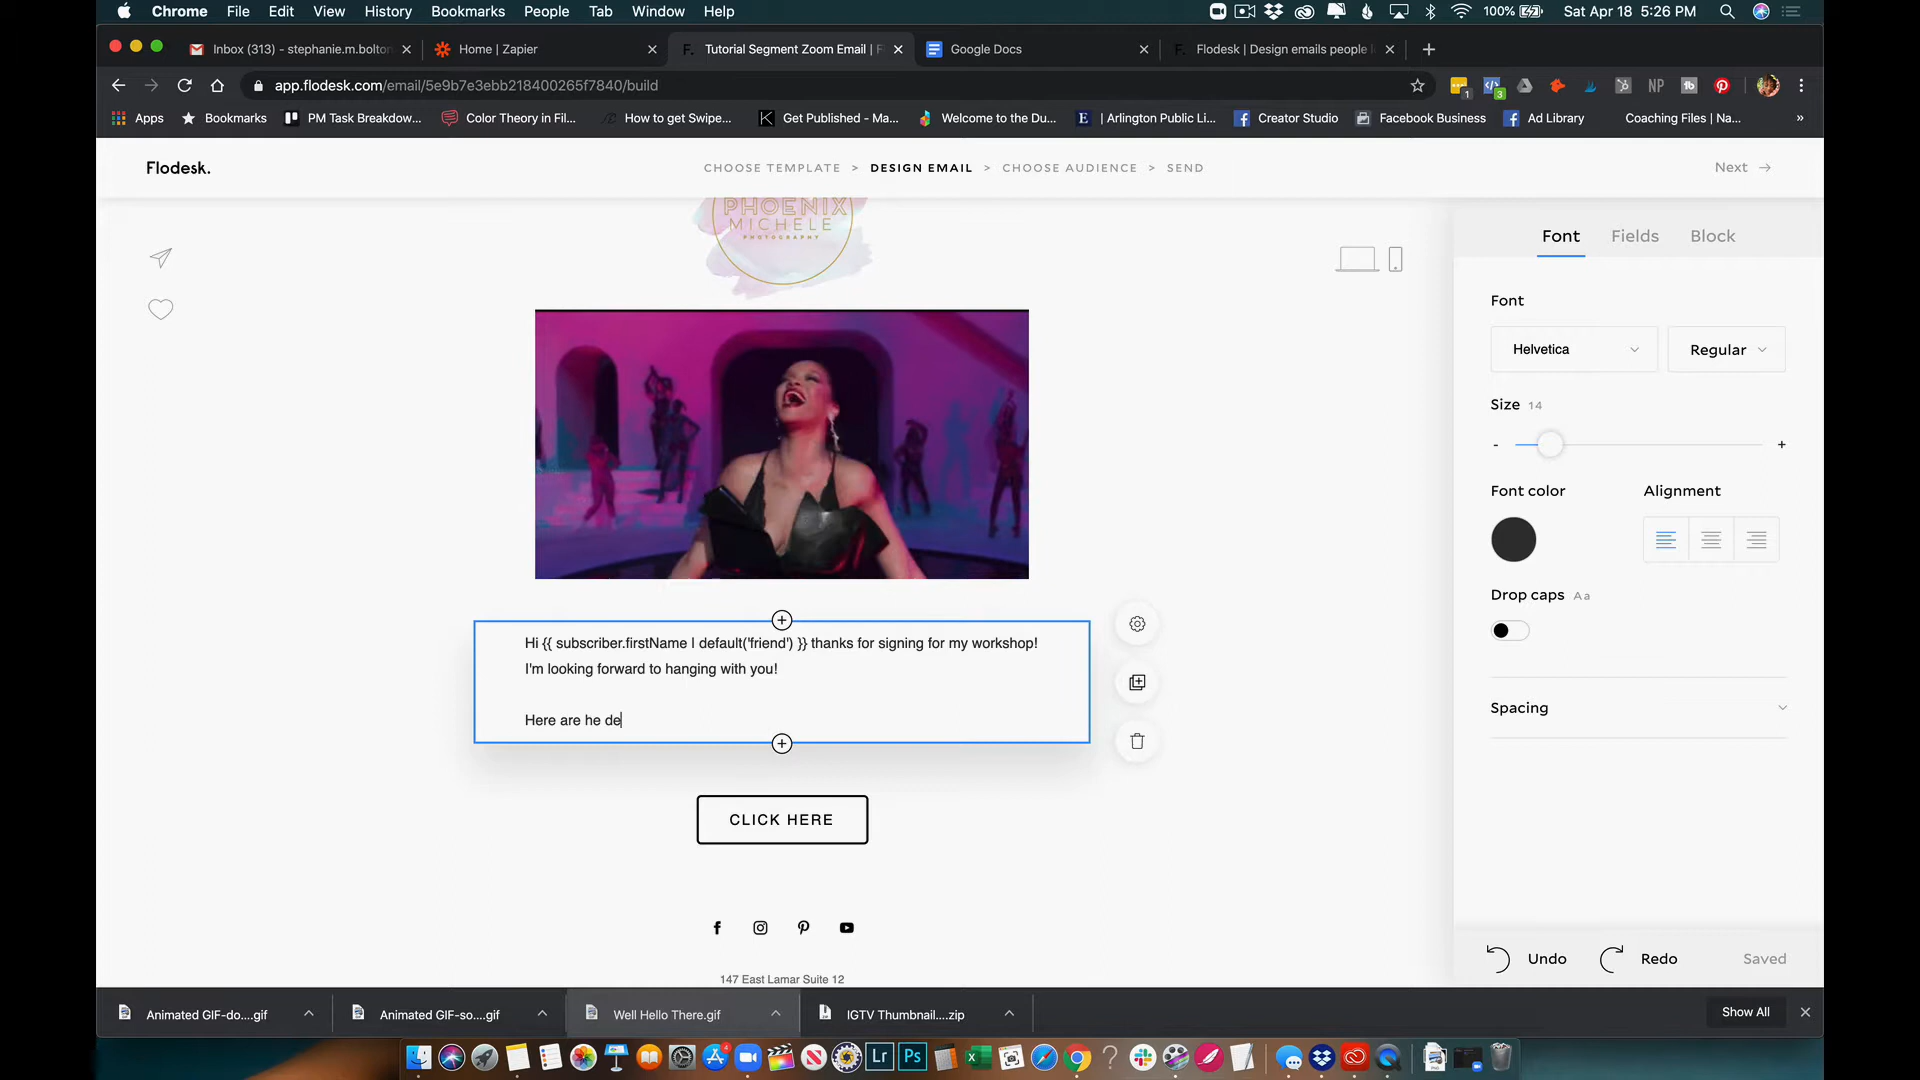 Chrome File Edit View History Bookmarks People Tab Window Help 100% Sat Apr 18 5:26 PM
Inbox (313) - stephanie.m.bolton Home | Zapier Tutorial Segment Zoom Email | F Google Docs Flodesk | Design emails people l
app.flodesk.com/email/5e9b7e3ebb218400265f7840/build 1 3 NP
Apps Bookmarks PM Task Breakdow... Color Theory in Fil... How to get Swipe... Get Published - Ma... Welcome to the Du... | Arlington Public Li... Creator Studio Facebook Business Ad Library Coaching Files | Na... »
Flodesk. CHOOSE TEMPLATE > DESIGN EMAIL > CHOOSE AUDIENCE > SEND Next
PHOENIX
MICHELE
PHOTOGRAPHY
Font Fields Block
Font
Helvetica Regular
Size 14
- +
Font color Alignment
Drop caps Aa
Spacing
Hi {{ subscriber.firstName | default('friend') }} thanks for signing for my workshop!
I'm looking forward to hanging with you!
Here are he de
CLICK HERE
147 East Lamar Suite 12
Undo Redo Saved
Animated GIF-do....gif Animated GIF-so....gif Well Hello There.gif IGTV Thumbnail....zip Show All
Lr Ps